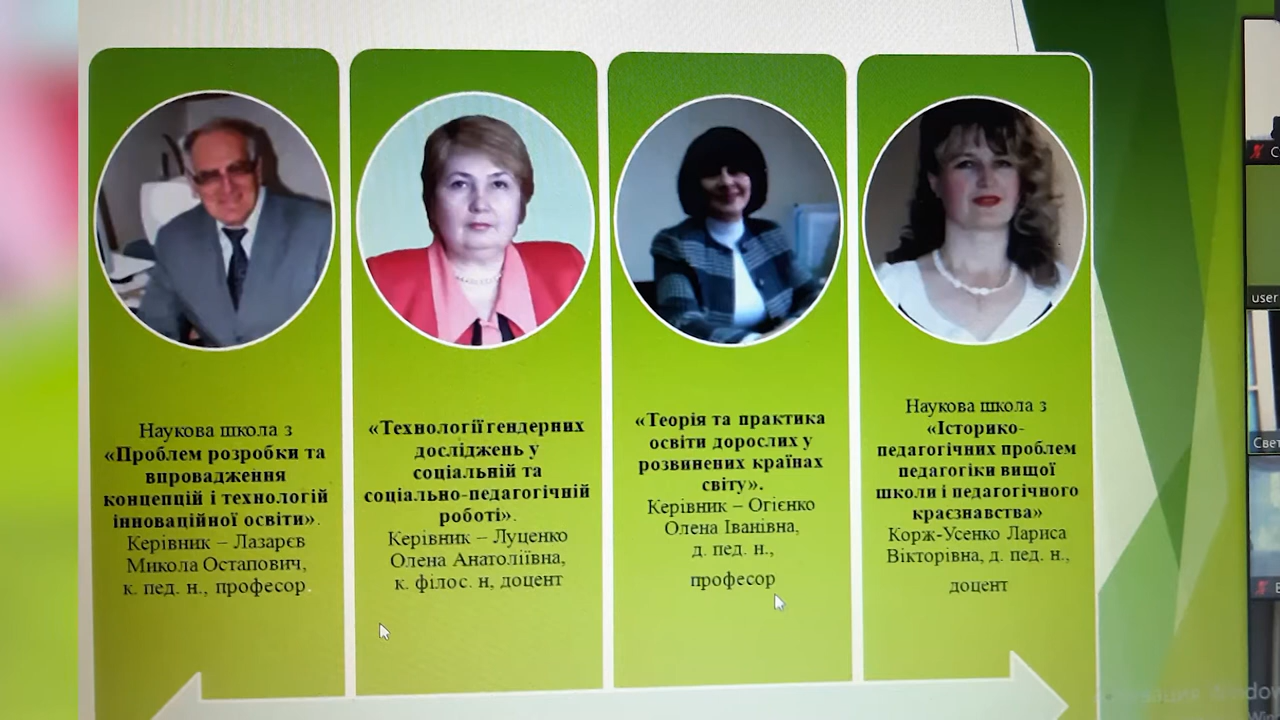 Наукова школа з
«Проблем розробки та
впровадження
концепцій і технологій
інноваційної освіти».
Керівник – Лазарєв
Микола Остапович,
к. пед. н., професор.
«Технології гендерних
досліджень у
соціальній та
соціально-педагогічній
роботі».
Керівник – Луценко
Олена Анатоліївна,
к. філос. н, доцент
«Теорія та практика
освіти дорослих у
розвинених країнах
світу».
Керівник – Огієнко
Олена Іванівна,
д. пед. н.,
професор
Наукова школа з
«Історико-
педагогічних проблем
педагогіки вищої
школи і педагогічного
краєзнавства»
Корж-Усенко Лариса
Вікторівна, д. пед. н.,
доцент
user
Свет